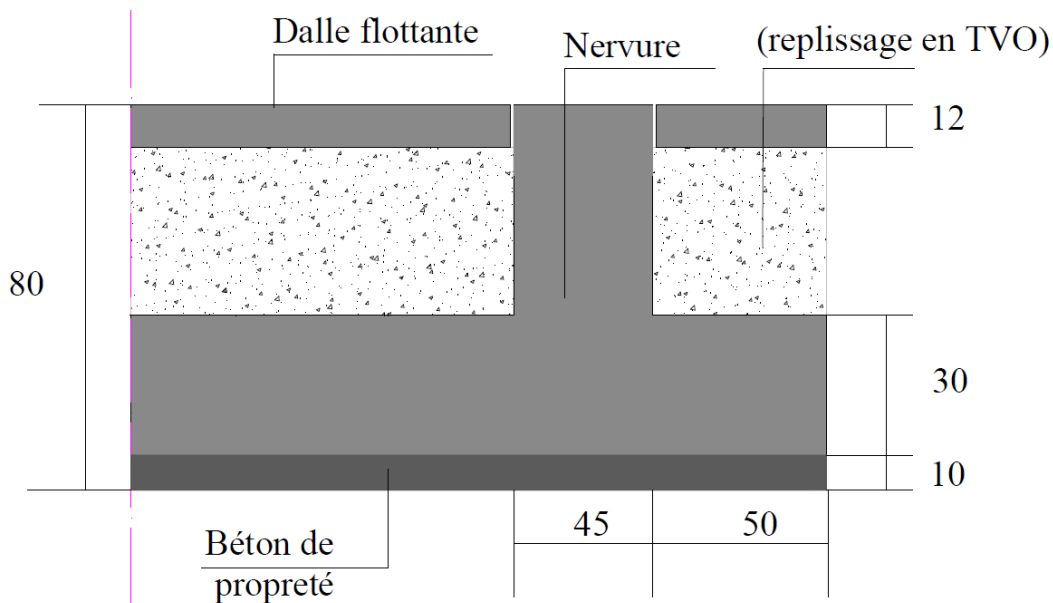 Dalle flottante
Nervure
(replissage en TVO)
12
80
30
10
45
50
Béton de
propreté